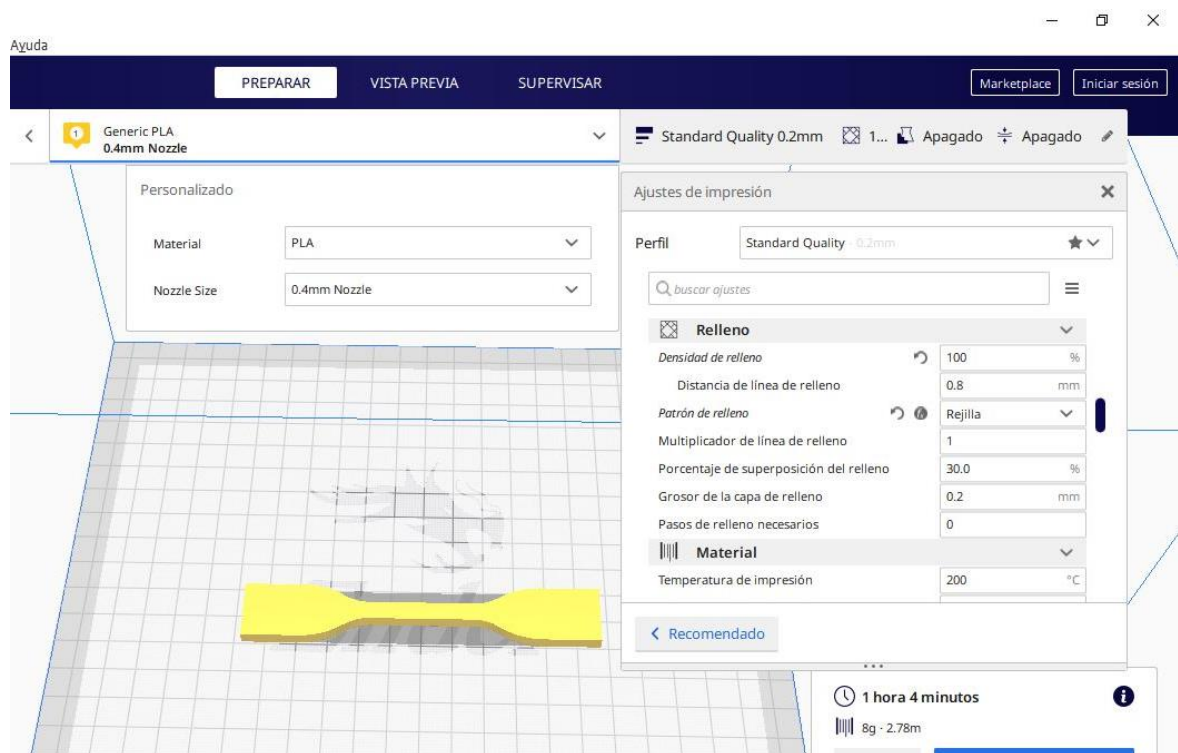 Ayuda
PREPARAR VISTA PREVIA SUPERVISAR Marketplace Iniciar sesión
1 Generic PLA
0.4mm Nozzle
Standard Quality 0.2mm 1... Apagado Apagado
Personalizado
Material PLA
Nozzle Size 0.4mm Nozzle
Ajustes de impresión
Perfil Standard Quality - 0.2mm
buscar ajustes
Relleno
Densidad de relleno 100 %
Distancia de línea de relleno 0.8 mm
Patrón de relleno Rejilla
Multiplicador de línea de relleno 1
Porcentaje de superposición del relleno 30.0 %
Grosor de la capa de relleno 0.2 mm
Pasos de relleno necesarios 0
Material
Temperatura de impresión 200 °C
Recomendado
1 hora 4 minutos
8g · 2.78m